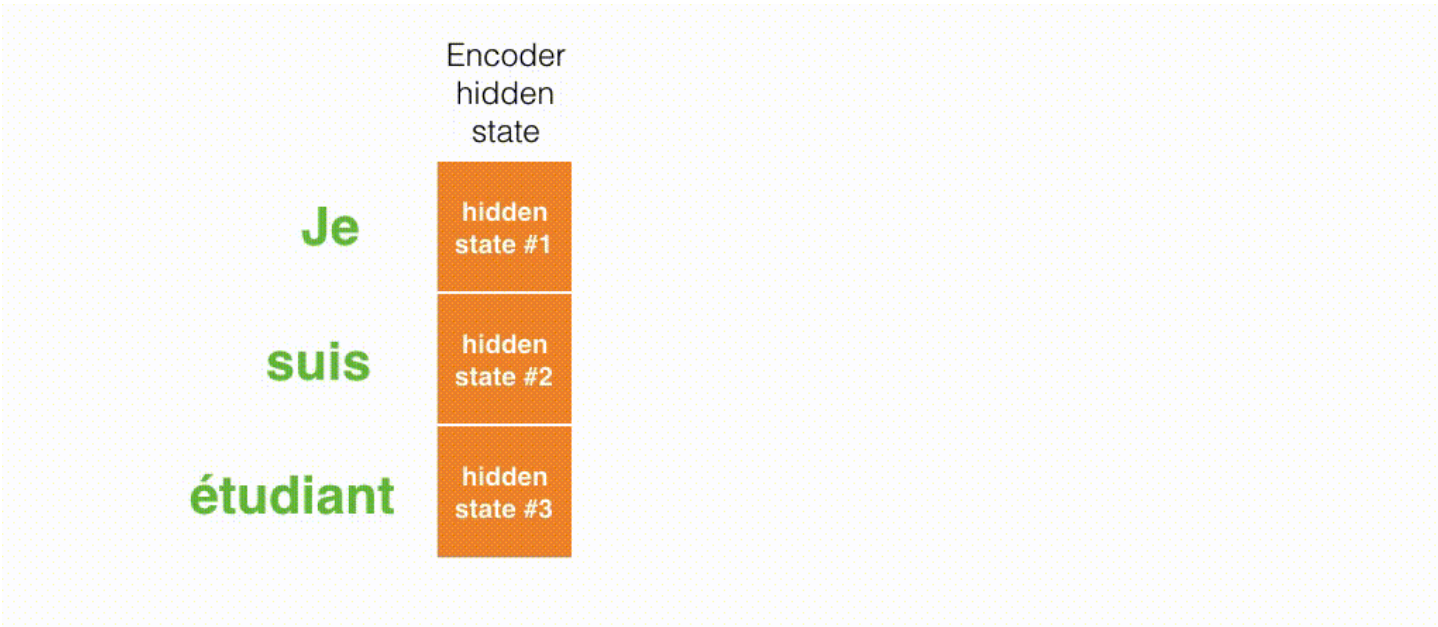 Encoder
hidden
state
Je
hidden
state #1
suis
hidden
state #2
étudiant
hidden
state #3